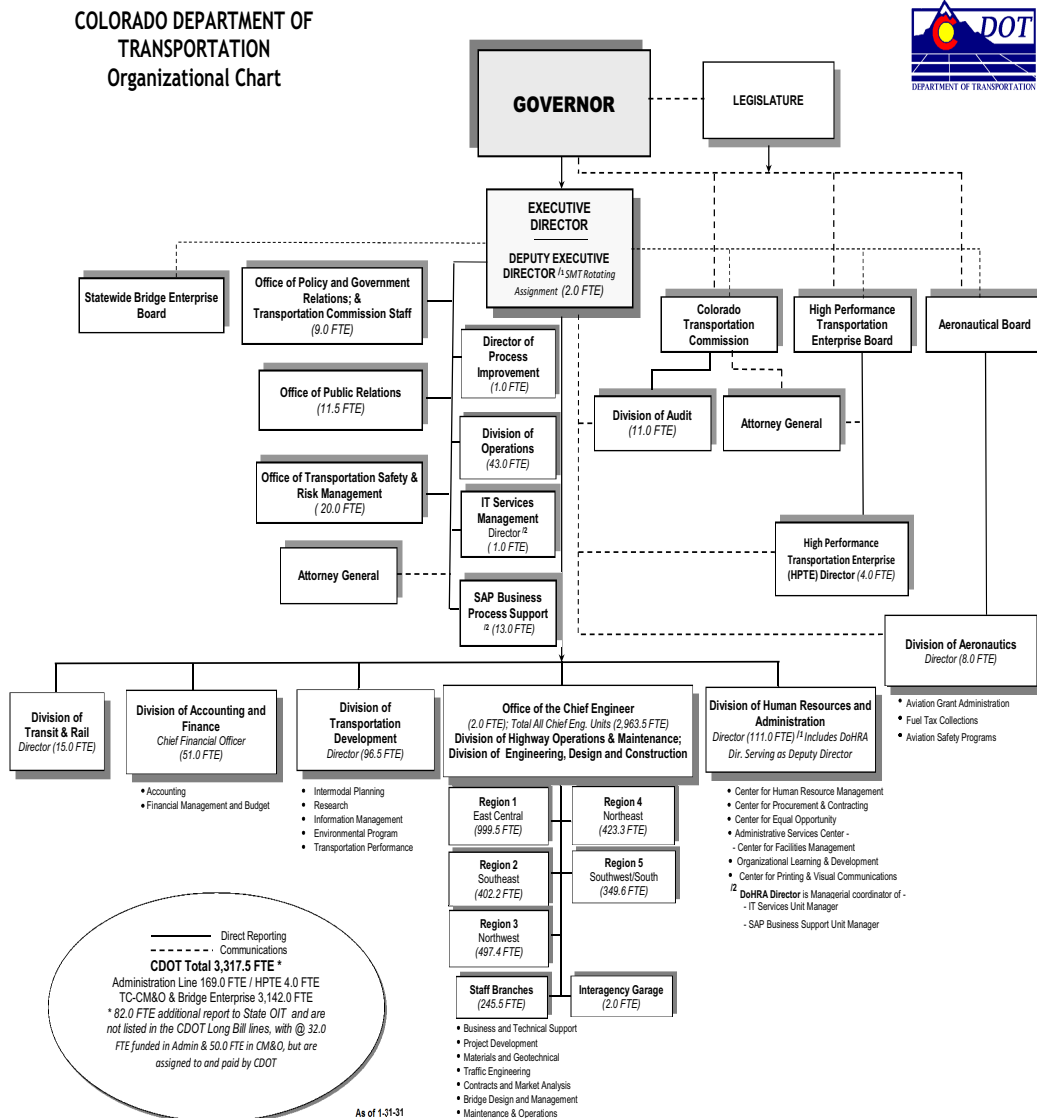 COLORADO DEPARTMENT OF
TRANSPORTATION
Organizational Chart
DOT
DEPARTMENT OF TRANSPORTATION
GOVERNOR
LEGISLATURE
EXECUTIVE
DIRECTOR
DEPUTY EXECUTIVE
DIRECTOR /1 SMT Rotating
Assignment (2.0 FTE)
Statewide Bridge Enterprise
Board
Office of Policy and Government
Relations; &
Transportation Commission Staff
(9.0 FTE)
Colorado
Transportation
Commission
High Performance
Transportation
Enterprise Board
Aeronautical Board
Director of
Process
Improvement
(1.0 FTE)
Office of Public Relations
(11.5 FTE)
Division of Audit
(11.0 FTE)
Attorney General
Division of
Operations
(43.0 FTE)
Office of Transportation Safety &
Risk Management
( 20.0 FTE)
IT Services
Management
Director /2
( 1.0 FTE)
High Performance
Transportation Enterprise
(HPTE) Director (4.0 FTE)
Attorney General
SAP Business
Process Support
/2 (13.0 FTE)
Division of Aeronautics
Director (8.0 FTE)
• Aviation Grant Administration
• Fuel Tax Collections
• Aviation Safety Programs
Division of
Transit & Rail
Director (15.0 FTE)
Division of Accounting and
Finance
Chief Financial Officer
(51.0 FTE)
• Accounting
• Financial Management and Budget
Division of
Transportation
Development
Director (96.5 FTE)
• Intermodal Planning
• Research
• Information Management
• Environmental Program
• Transportation Performance
Office of the Chief Engineer
(2.0 FTE); Total All Chief Eng. Units (2,963.5 FTE)
Division of Highway Operations & Maintenance;
Division of Engineering, Design and Construction
Division of Human Resources and
Administration
Director (111.0 FTE) /1 Includes DoHRA
Dir. Serving as Deputy Director
• Center for Human Resource Management
• Center for Procurement & Contracting
• Center for Equal Opportunity
• Administrative Services Center -
- Center for Facilities Management
• Organizational Learning & Development
• Center for Printing & Visual Communications
/2 DoHRA Director is Managerial coordinator of -
- IT Services Unit Manager
- SAP Business Support Unit Manager
Region 1
East Central
(999.5 FTE)
Region 4
Northeast
(423.3 FTE)
Region 2
Southeast
(402.2 FTE)
Region 5
Southwest/South
(349.6 FTE)
Region 3
Northwest
(497.4 FTE)
Staff Branches
(245.5 FTE)
Interagency Garage
(2.0 FTE)
• Business and Technical Support
• Project Development
• Materials and Geotechnical
• Traffic Engineering
• Contracts and Market Analysis
• Bridge Design and Management
• Maintenance & Operations
Direct Reporting
Communications
CDOT Total 3,317.5 FTE *
Administration Line 169.0 FTE / HPTE 4.0 FTE
TC-CM&O & Bridge Enterprise 3,142.0 FTE
* 82.0 FTE additional report to State OIT and are
not listed in the CDOT Long Bill lines, with @ 32.0
FTE funded in Admin & 50.0 FTE in CM&O, but are
assigned to and paid by CDOT
As of 1-31-31